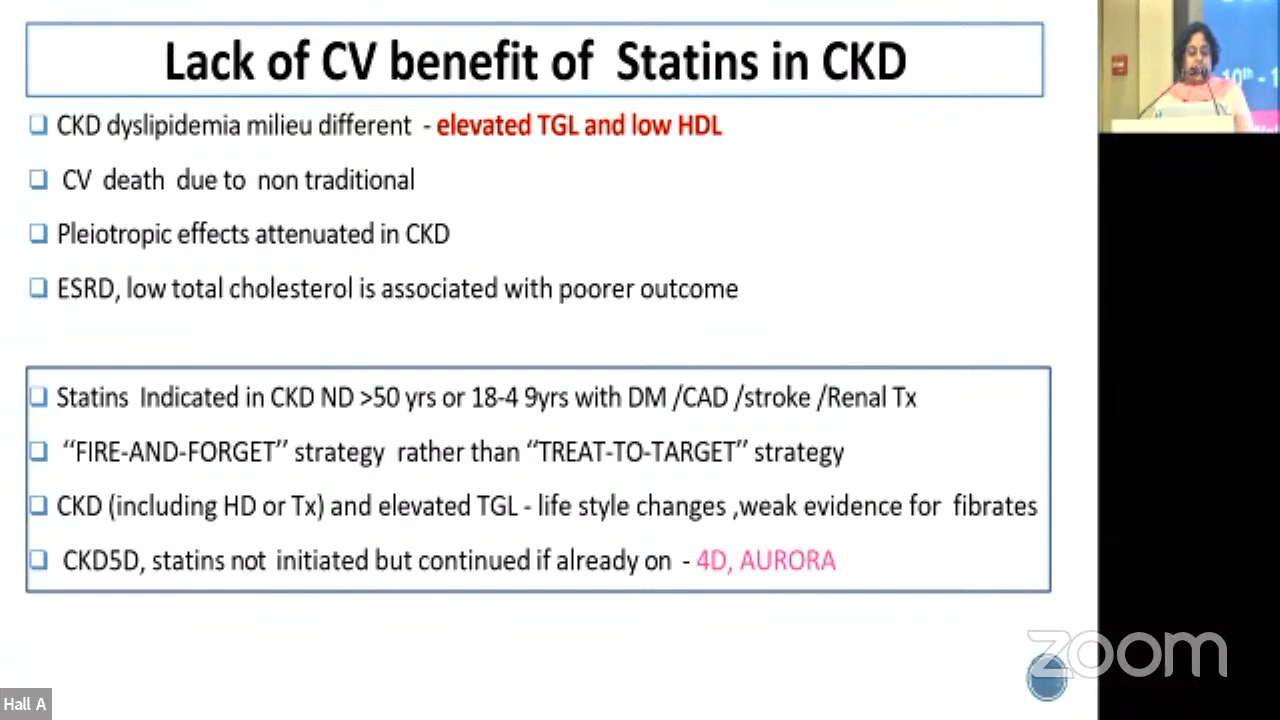 Lack of CV benefit of Statins in CKD
CKD dyslipidemia milieu different - elevated TGL and low HDL
CV death due to non traditional
Pleiotropic effects attenuated in CKD
ESRD, low total cholesterol is associated with poorer outcome
Statins Indicated in CKD ND >50 yrs or 18-4 9yrs with DM /CAD /stroke /Renal Tx
“FIRE-AND-FORGET” strategy rather than “TREAT-TO-TARGET” strategy
CKD (including HD or Tx) and elevated TGL - life style changes ,weak evidence for fibrates
CKD5D, statins not initiated but continued if already on - 4D, AURORA
zoom
Hall A